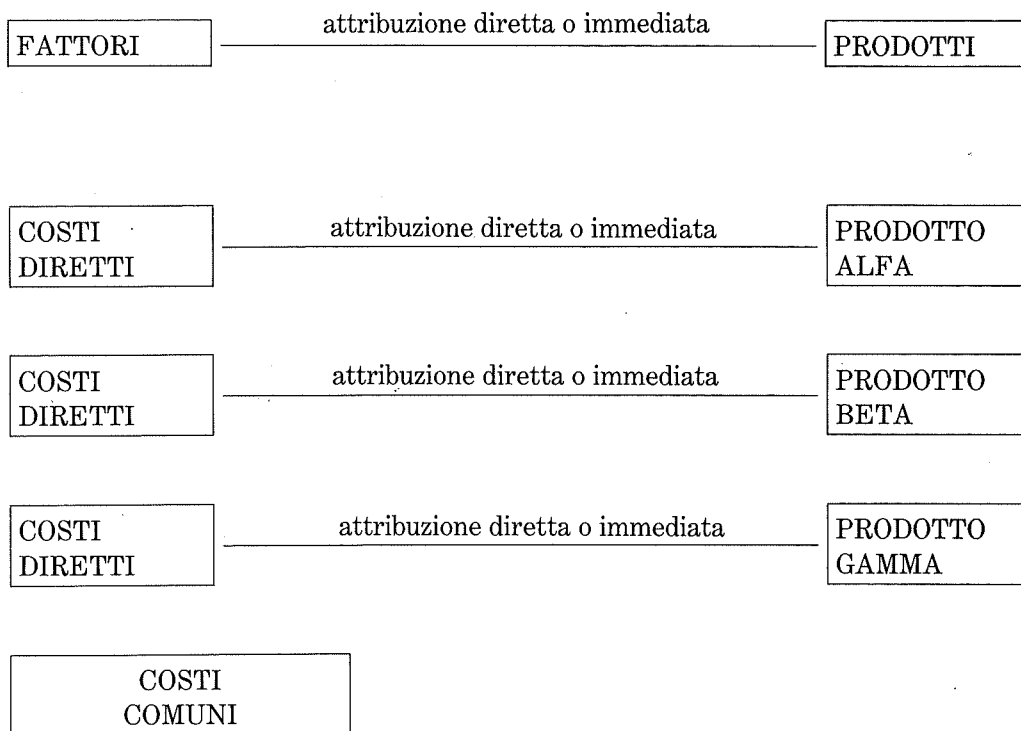 FATTORI
attribuzione diretta o immediata
PRODOTTI
COSTI
DIRETTI
attribuzione diretta o immediata
PRODOTTO
ALFA
COSTI
DIRETTI
attribuzione diretta o immediata
PRODOTTO
BETA
COSTI
DIRETTI
attribuzione diretta o immediata
PRODOTTO
GAMMA
COSTI
COMUNI